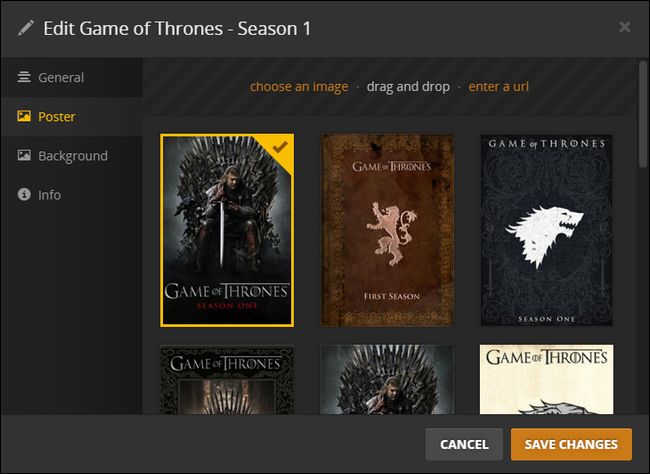 Edit Game of Thrones - Season 1
General
Poster
Background
Info
choose an image · drag and drop · enter a url
GAME OF THRONES
SEASON ONE
GAME OF THRONES
FIRST SEASON
GAME of THRONES
SEASON ONE
GAME OF THRONES
GAME OF THRONES
CANCEL
SAVE CHANGES